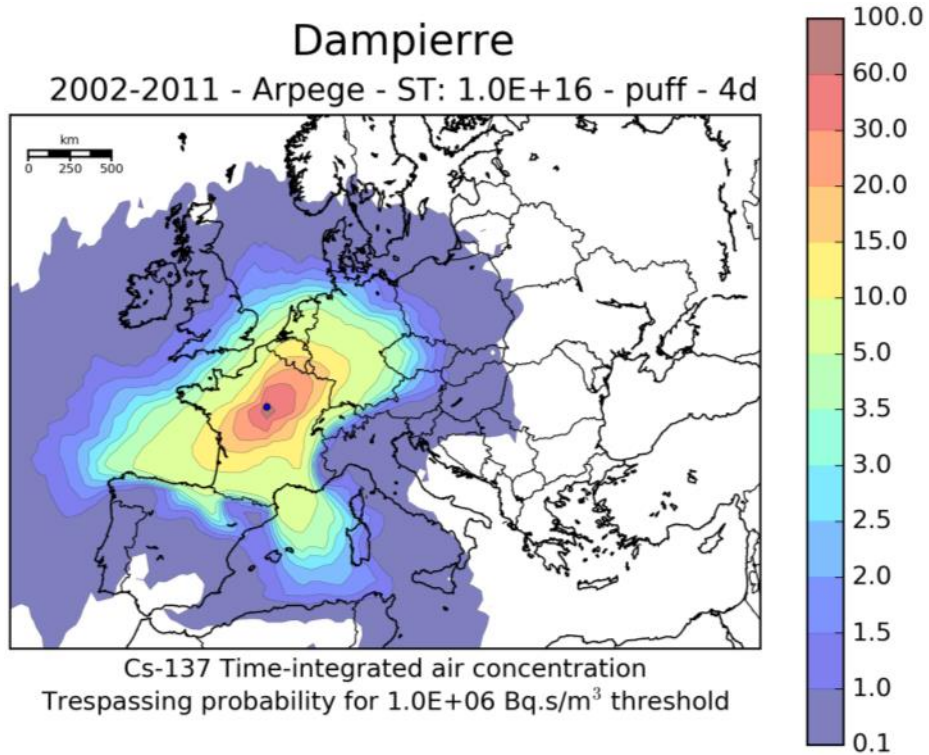 Dampierre
2002-2011 - Arpege - ST: 1.0E+16 - puff - 4d
km
0 250 500
100.0
60.0
30.0
20.0
15.0
10.0
5.0
3.5
3.0
2.5
2.0
1.5
1.0
0.1
Cs-137 Time-integrated air concentration
Trespassing probability for 1.0E+06 Bq.s/m³ threshold